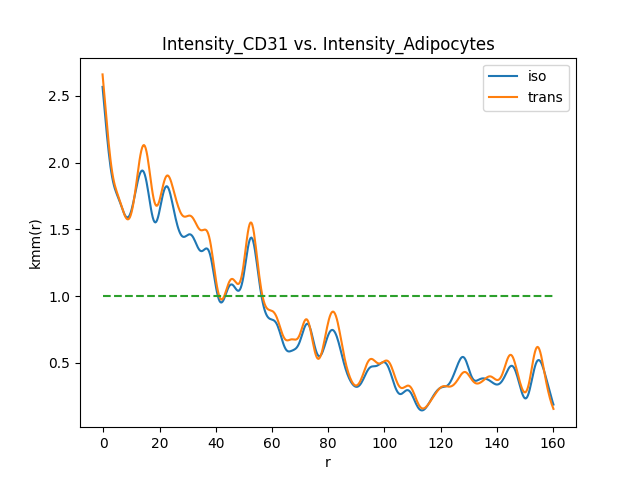 Intensity_CD31 vs. Intensity_Adipocytes
iso
trans
kmm(r)
2.5
2.0
1.5
1.0
0.5
0 20 40 60 80 100 120 140 160
r